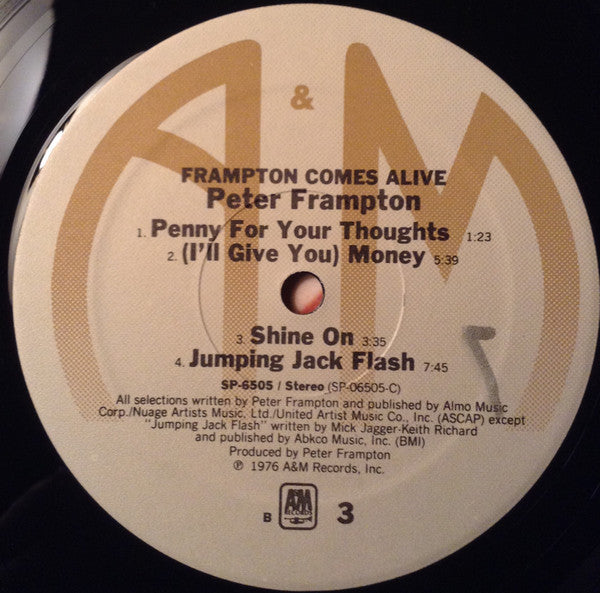 A&M
FRAMPTON COMES ALIVE
Peter Frampton
1. Penny For Your Thoughts 1:23
2. (I'll Give You) Money 5:39
3. Shine On 3:35
4. Jumping Jack Flash 7:45
SP-6505 / Stereo (SP-06505-C)
All selections written by Peter Frampton and published by Almo Music
Corp./Nuage Artists Music, Ltd./United Artist Music Co., Inc. (ASCAP) except
"Jumping Jack Flash" written by Mick Jagger-Keith Richard
and published by Abkco Music, Inc. (BMI)
Produced by Peter Frampton
℗ 1976 A&M Records, Inc.
B A&M RECORDS 3